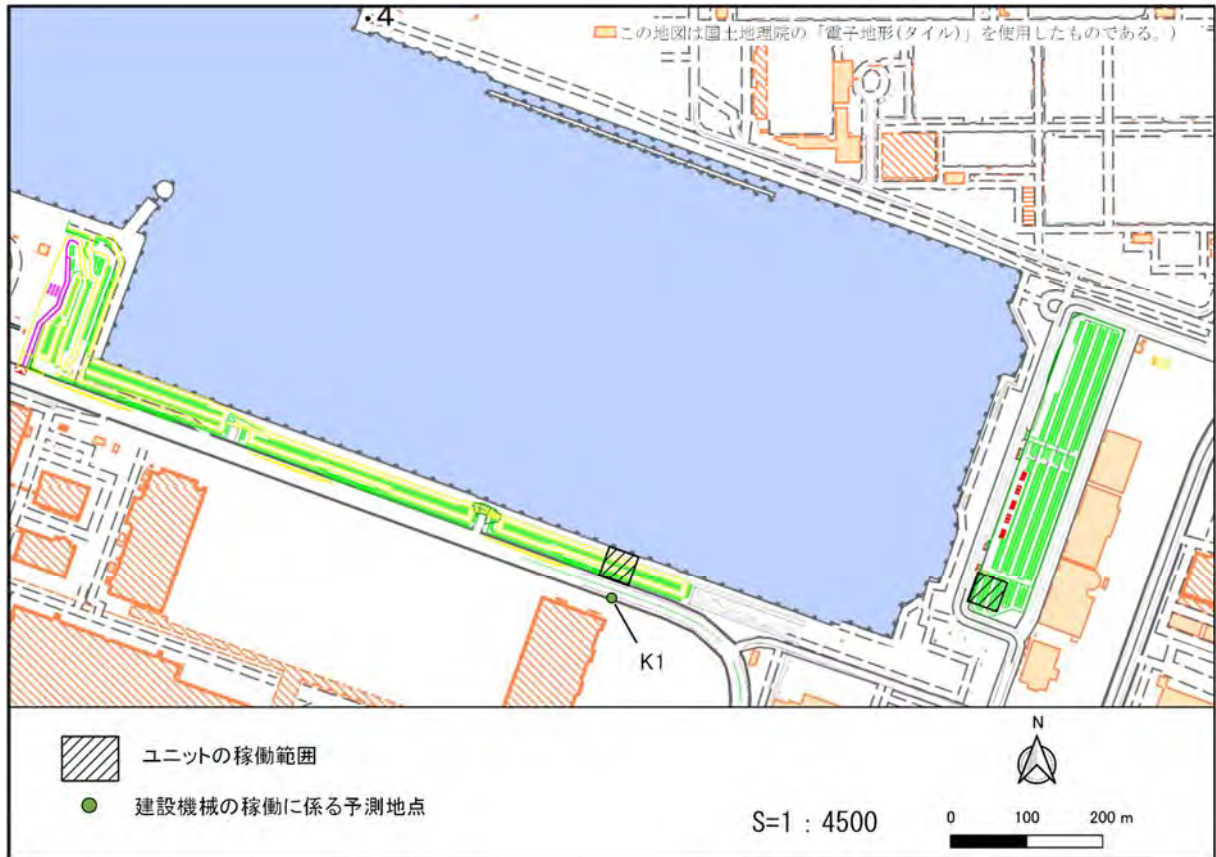 4
この地図は国土地理院の「電子地形(タイル)」を使用したものである。)
K1
ユニットの稼働範囲
建設機械の稼働に係る予測地点
N
S=1 : 4500
0 100 200 m